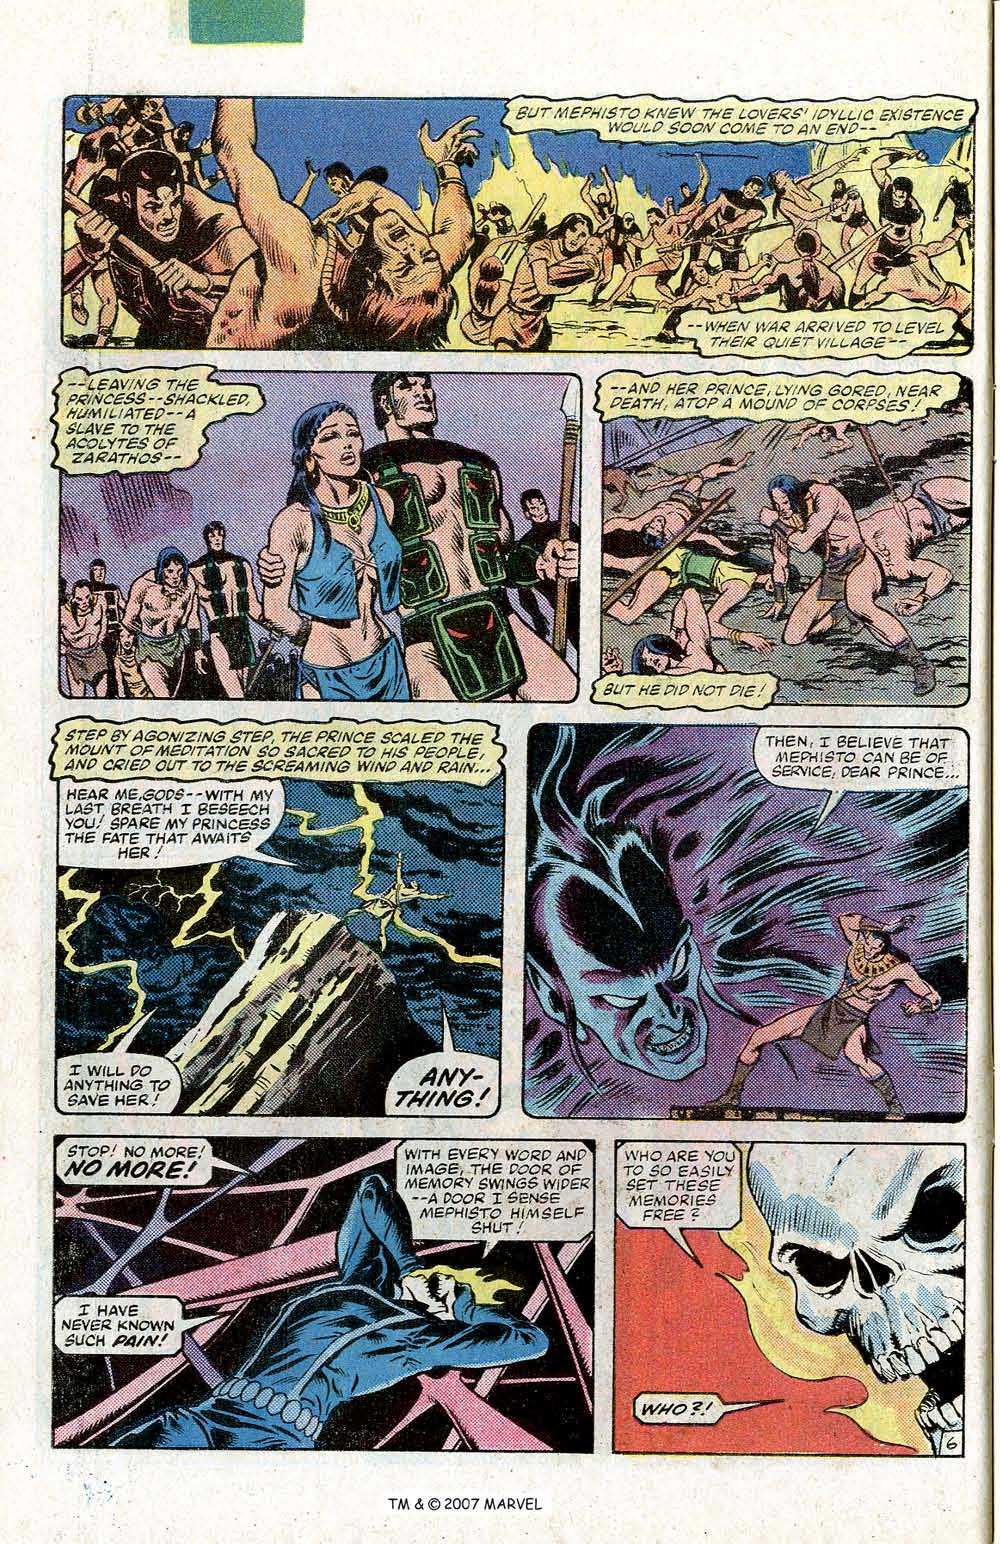 BUT MEPHISTO KNEW THE LOVERS' IDYLLIC EXISTENCE
WOULD SOON COME TO AN END--
--WHEN WAR ARRIVED TO LEVEL
THEIR QUIET VILLAGE--
--LEAVING THE
PRINCESS--SHACKLED,
HUMILIATED--A
SLAVE TO THE
ACOLYTES OF
ZARATHOS--
--AND HER PRINCE, LYING GORED, NEAR
DEATH, ATOP A MOUND OF CORPSES!
BUT HE DID NOT DIE!
STEP BY AGONIZING STEP, THE PRINCE SCALED THE
MOUNT OF MEDITATION SO SACRED TO HIS PEOPLE,
AND CRIED OUT TO THE SCREAMING WIND AND RAIN...
HEAR ME, GODS--WITH MY
LAST BREATH I BESEECH
YOU! SPARE MY PRINCESS
THE FATE THAT AWAITS
HER!
I WILL DO
ANYTHING TO
SAVE HER!
ANY-
THING!
THEN, I BELIEVE THAT
MEPHISTO CAN BE OF
SERVICE, DEAR PRINCE...
STOP! NO MORE!
NO MORE!
WITH EVERY WORD AND
IMAGE, THE DOOR OF
MEMORY SWINGS WIDER
--A DOOR I SENSE
MEPHISTO HIMSELF
SHUT!
I HAVE
NEVER KNOWN
SUCH PAIN!
WHO ARE YOU
TO SO EASILY
SET THESE
MEMORIES
FREE?
WHO?!
6
TM & © 2007 MARVEL